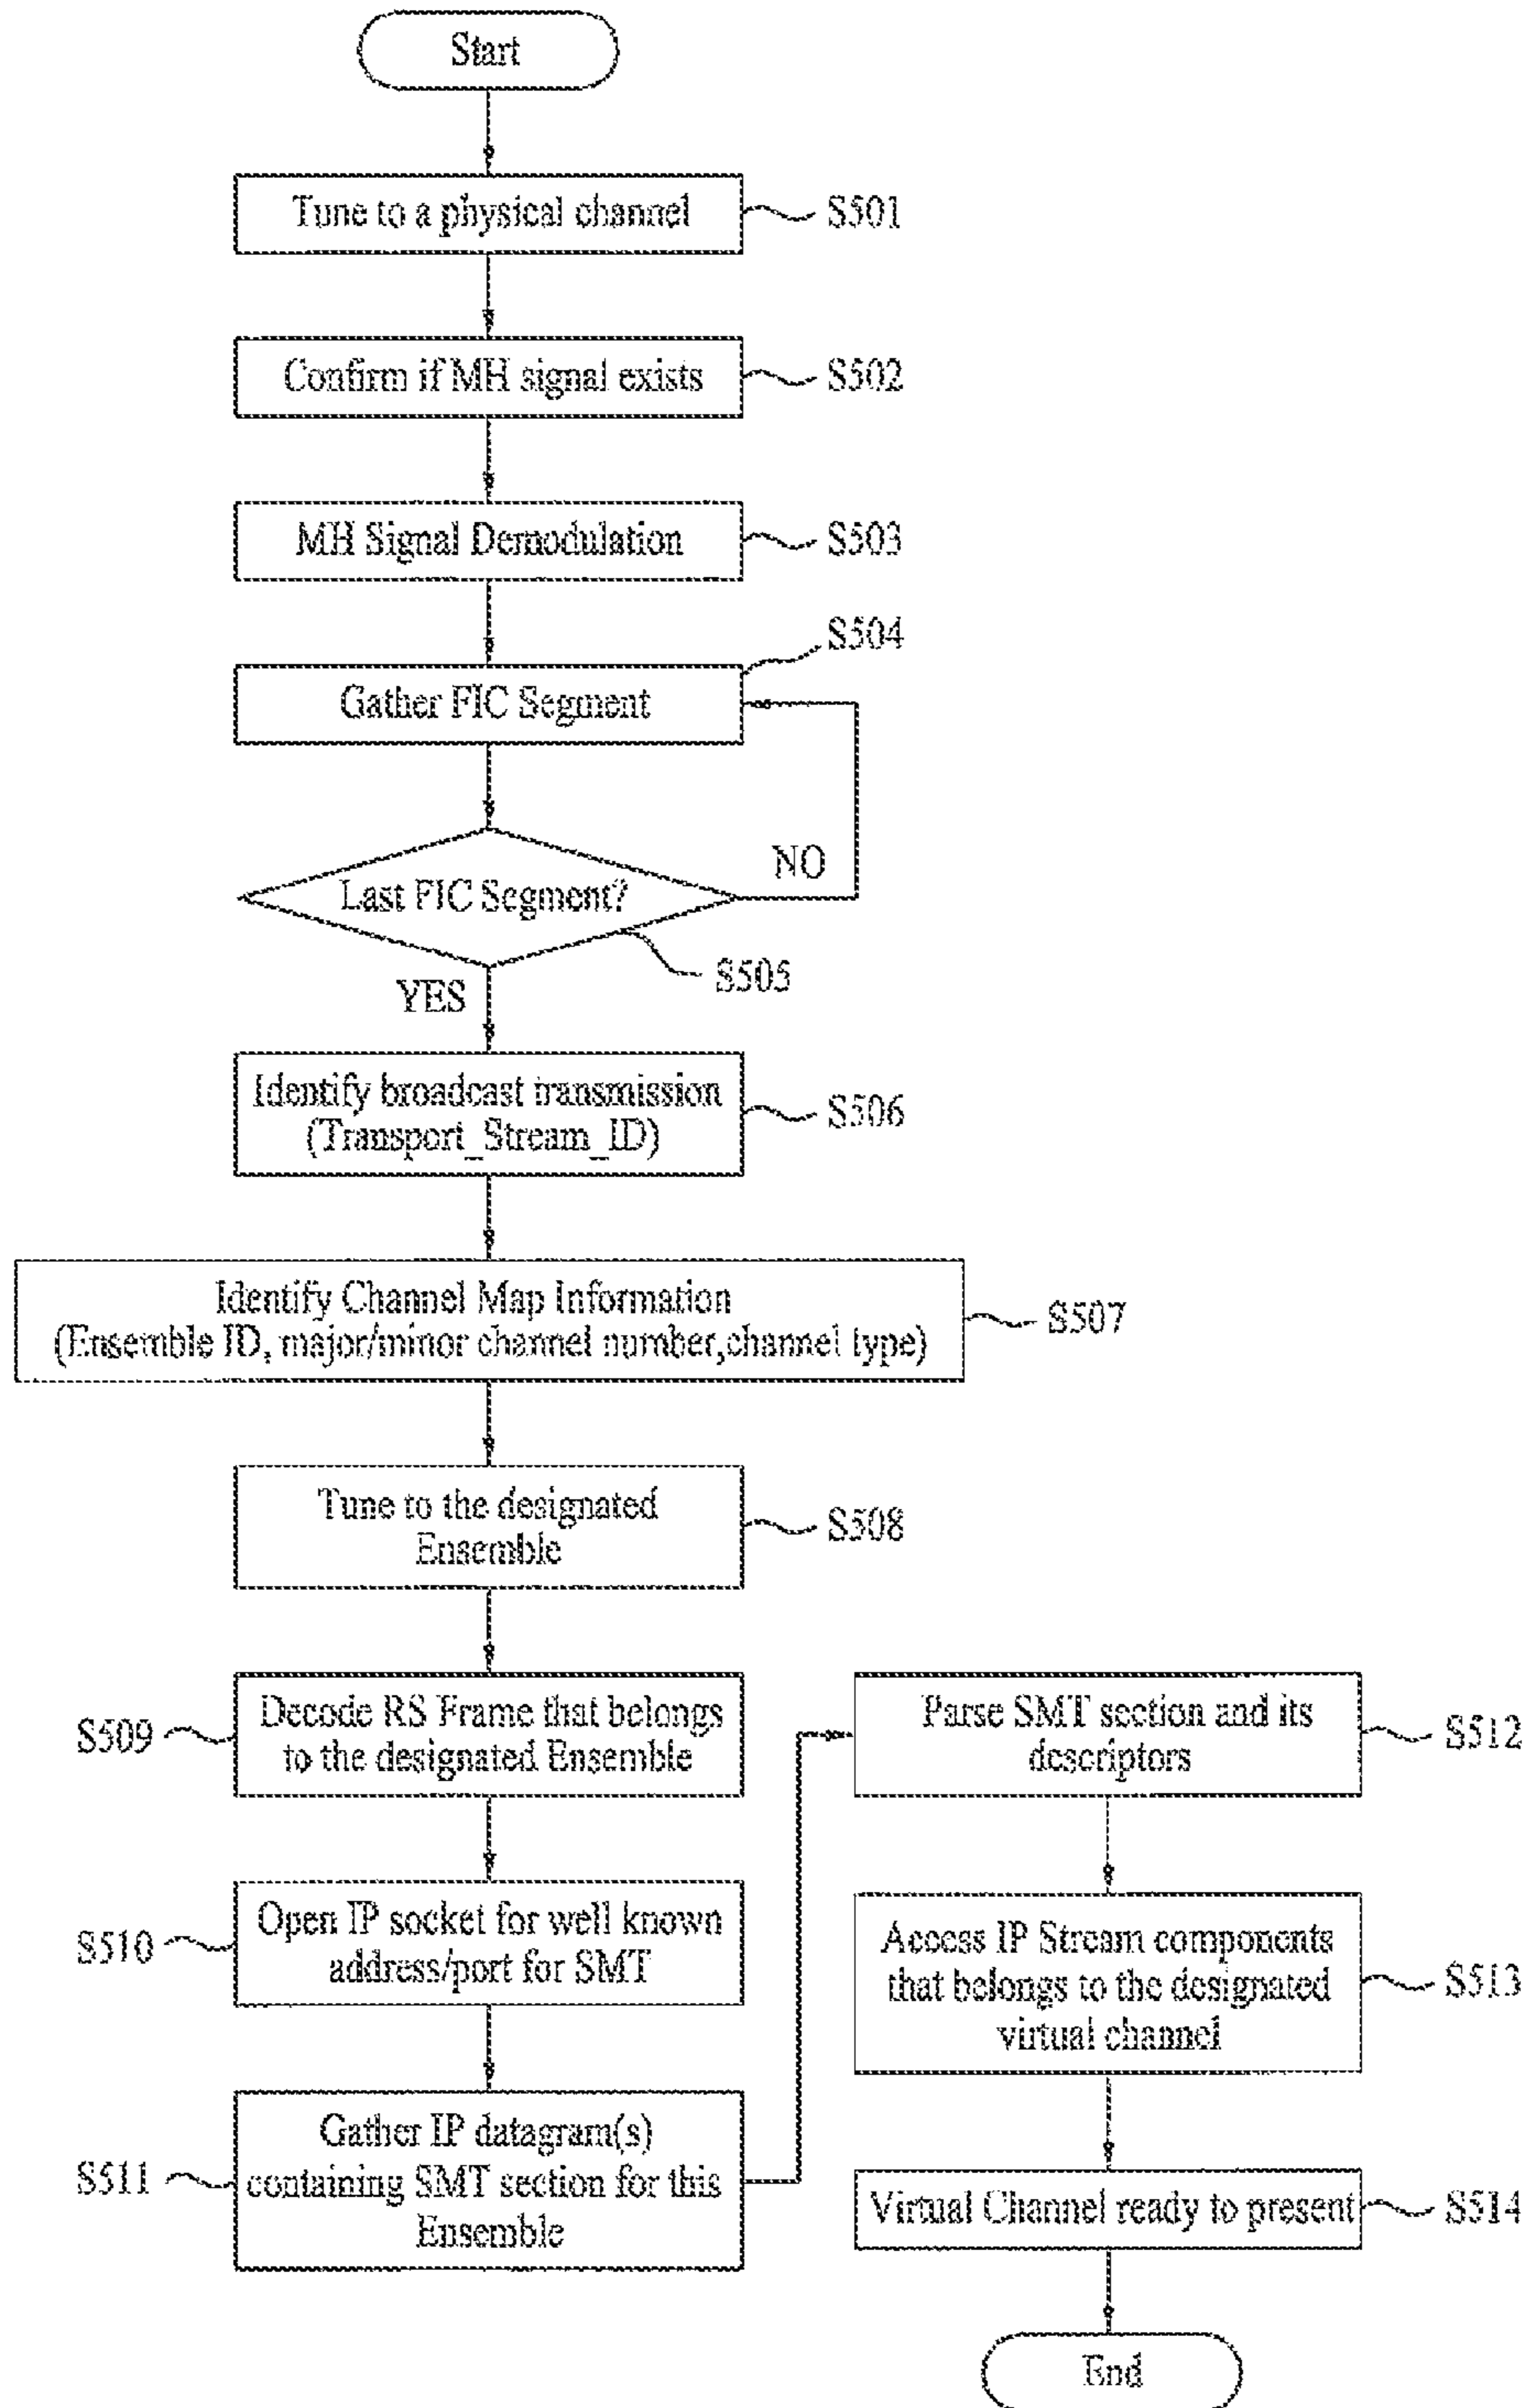 Start
Tune to a physical channel
S501
Confirm if MH signal exists
S502
MH Signal Demodulation
S503
S504
Gather FIC Segment
NO
Last FIC Segment?
S505
YES
Identify broadcast transmission
(Transport_Stream_ID)
S506
Identify Channel Map Information
(Ensemble ID, major/minor channel number,channel type)
S507
Tune to the designated
Ensemble
S508
S509
Decode RS Frame that belongs
to the designated Ensemble
S510
Open IP socket for well known
address/port for SMT
S511
Gather IP datagram(s)
containing SMT section for this
Ensemble
Parse SMT section and its
descriptors
S512
Access IP Stream components
that belongs to the designated
virtual channel
S513
Virtual Channel ready to present
S514
End